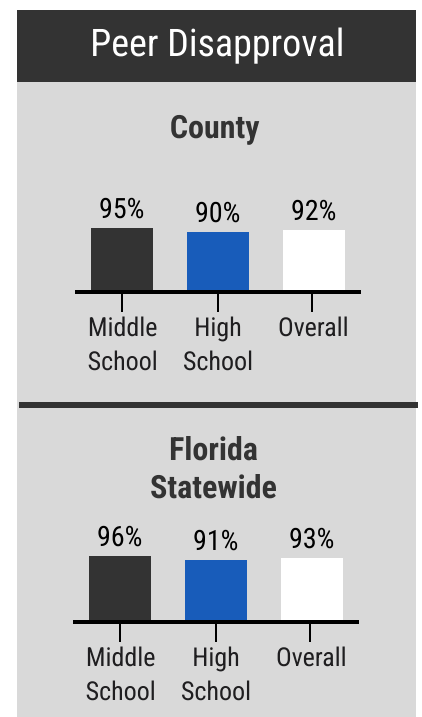 Peer Disapproval
County
95% 90% 92%
Middle School High School Overall
Florida
Statewide
96% 91% 93%
Middle School High School Overall